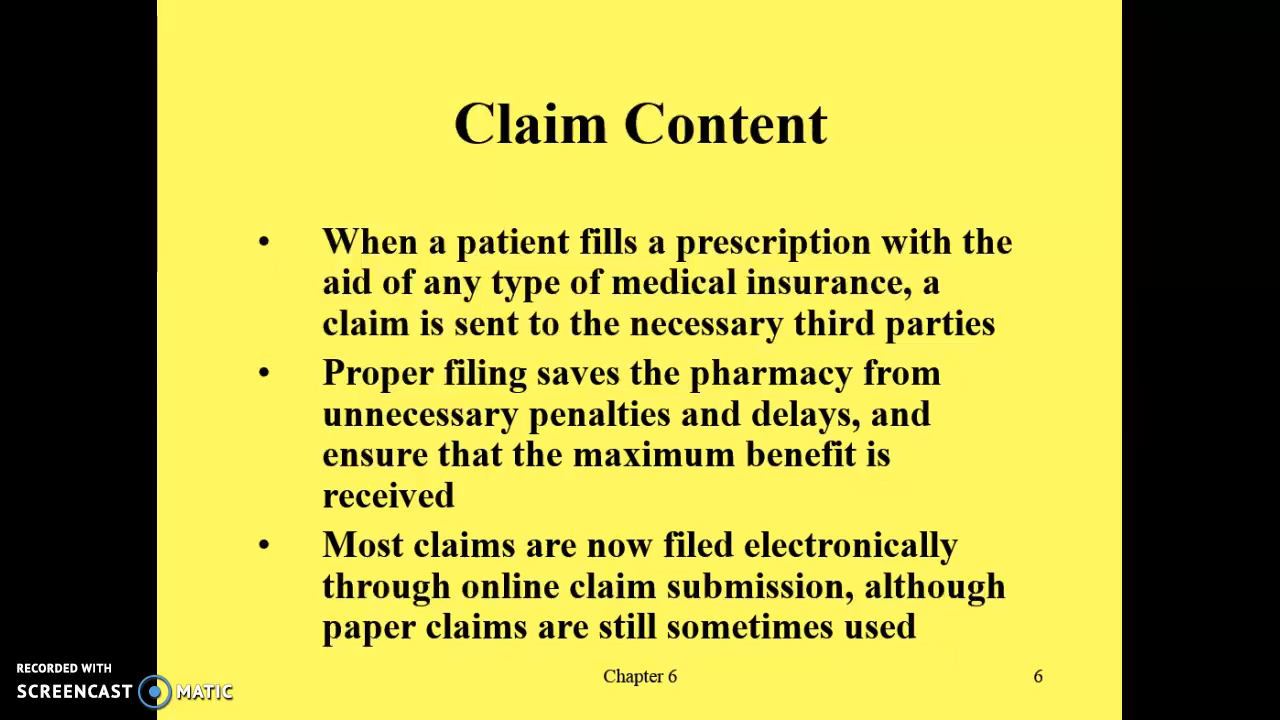 Claim Content
• When a patient fills a prescription with the
aid of any type of medical insurance, a
claim is sent to the necessary third parties
• Proper filing saves the pharmacy from
unnecessary penalties and delays, and
ensure that the maximum benefit is
received
• Most claims are now filed electronically
through online claim submission, although
paper claims are still sometimes used
Chapter 6
6
RECORDED WITH
SCREENCAST MATIC